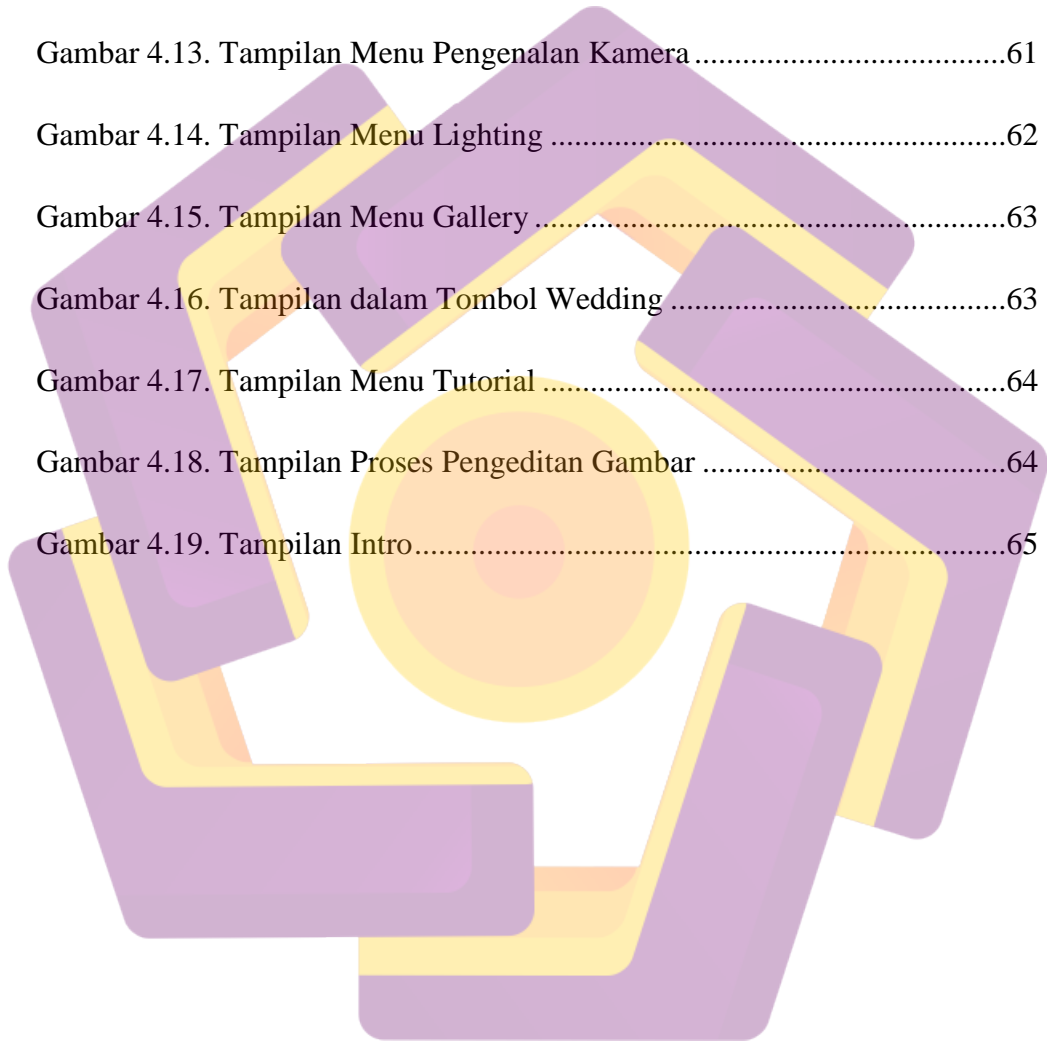 Gambar 4.13. Tampilan Menu Pengenalan Kamera.......................................61
Gambar 4.14. Tampilan Menu Lighting .........................................................62
Gambar 4.15. Tampilan Menu Gallery...........................................................63
Gambar 4.16. Tampilan dalam Tombol Wedding ..........................................63
Gambar 4.17. Tampilan Menu Tutorial ..........................................................64
Gambar 4.18. Tampilan Proses Pengeditan Gambar ......................................64
Gambar 4.19. Tampilan Intro..........................................................................65